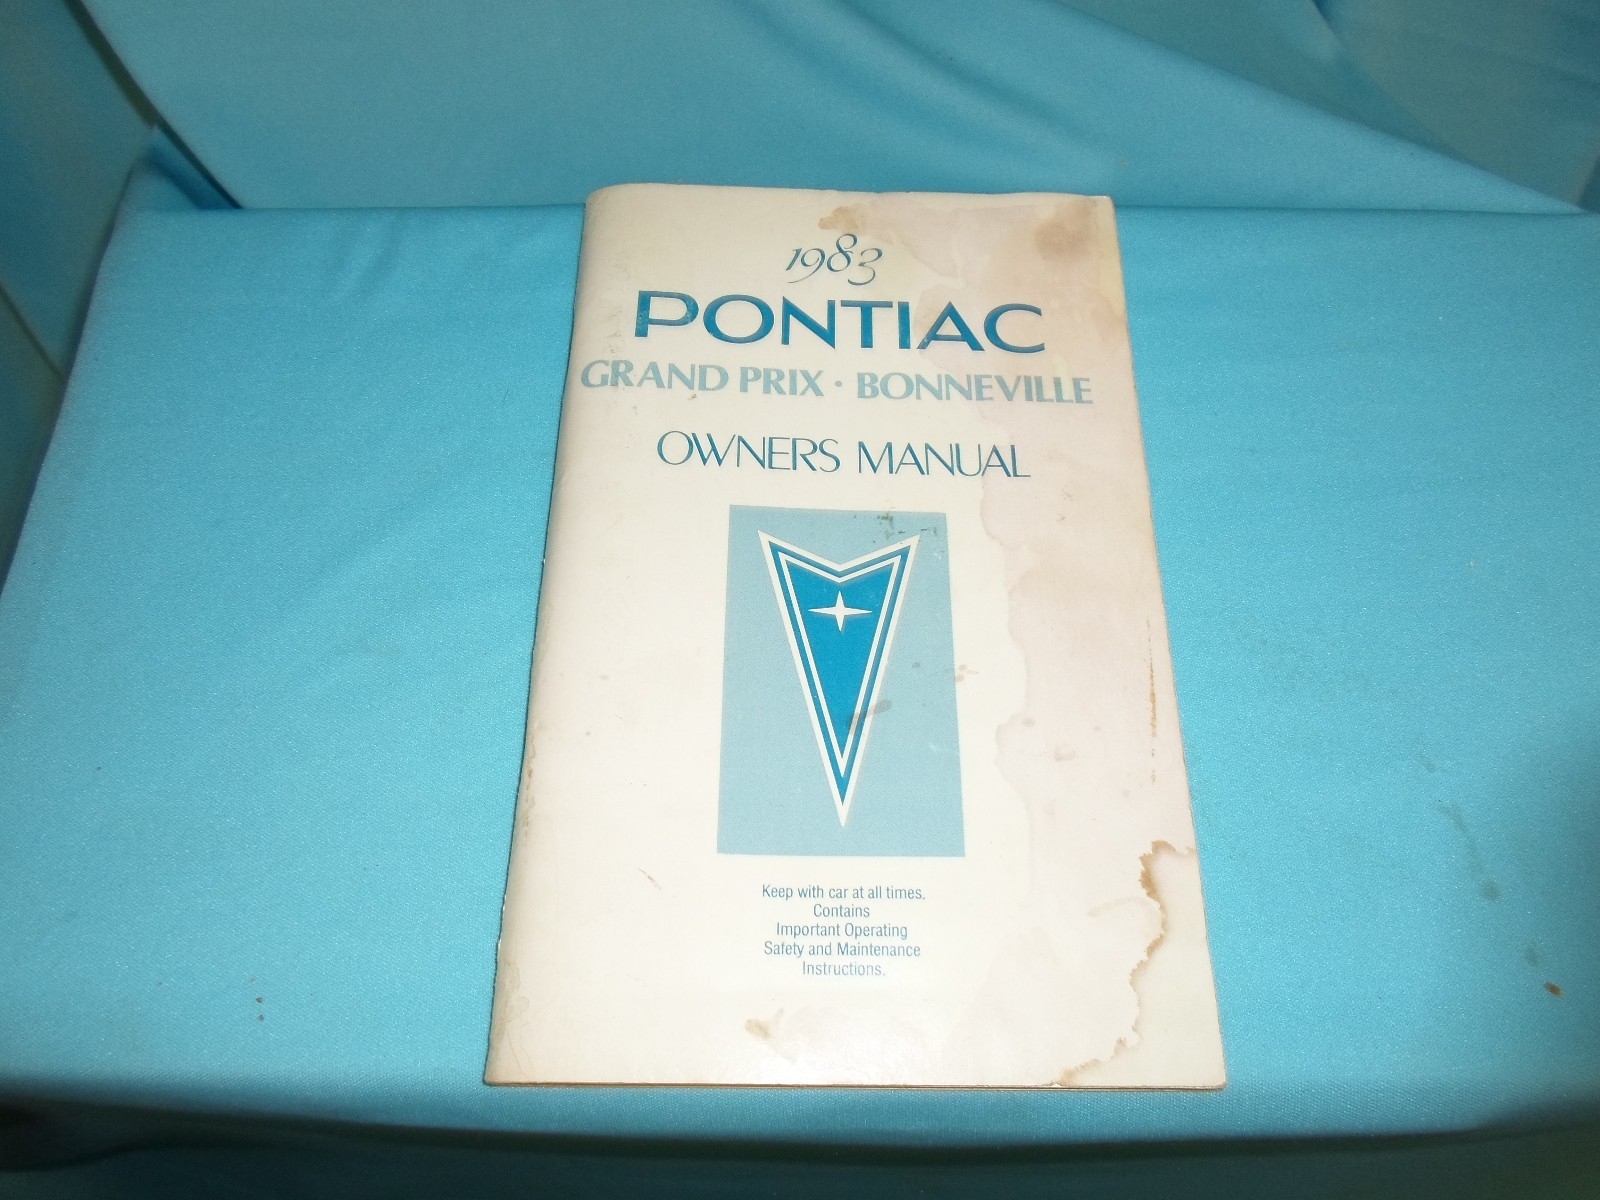 1983
PONTIAC
GRAND PRIX · BONNEVILLE
OWNERS MANUAL
Keep with car at all times.
Contains
Important Operating
Safety and Maintenance
Instructions.